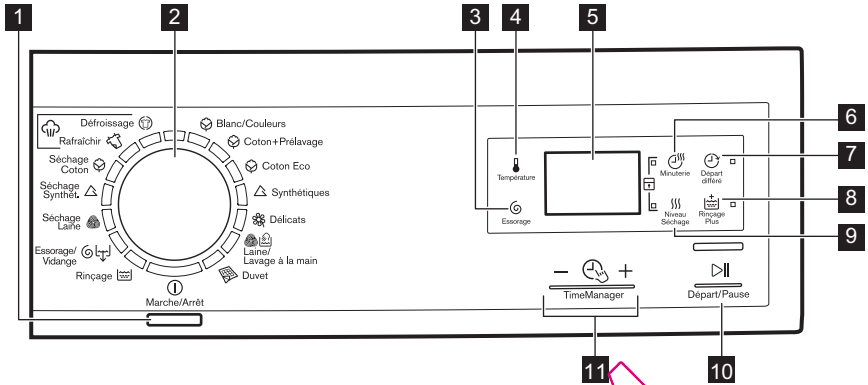 1
2
3
4
5
6
7
8
9
10
11
Défroissage
Rafraîchir
Séchage
Coton
Séchage
Synthét.
Séchage
Laine
Essorage/
Vidange
Rinçage
Marche/Arrêt
Blanc/Couleurs
Coton+Prélavage
Coton Eco
Synthétiques
Délicats
Laine/
Lavage à la main
Duvet
Température
Essorage
Minuterie
Départ
différé
Niveau
Séchage
Rinçage
Plus
– +
TimeManager
Départ/Pause